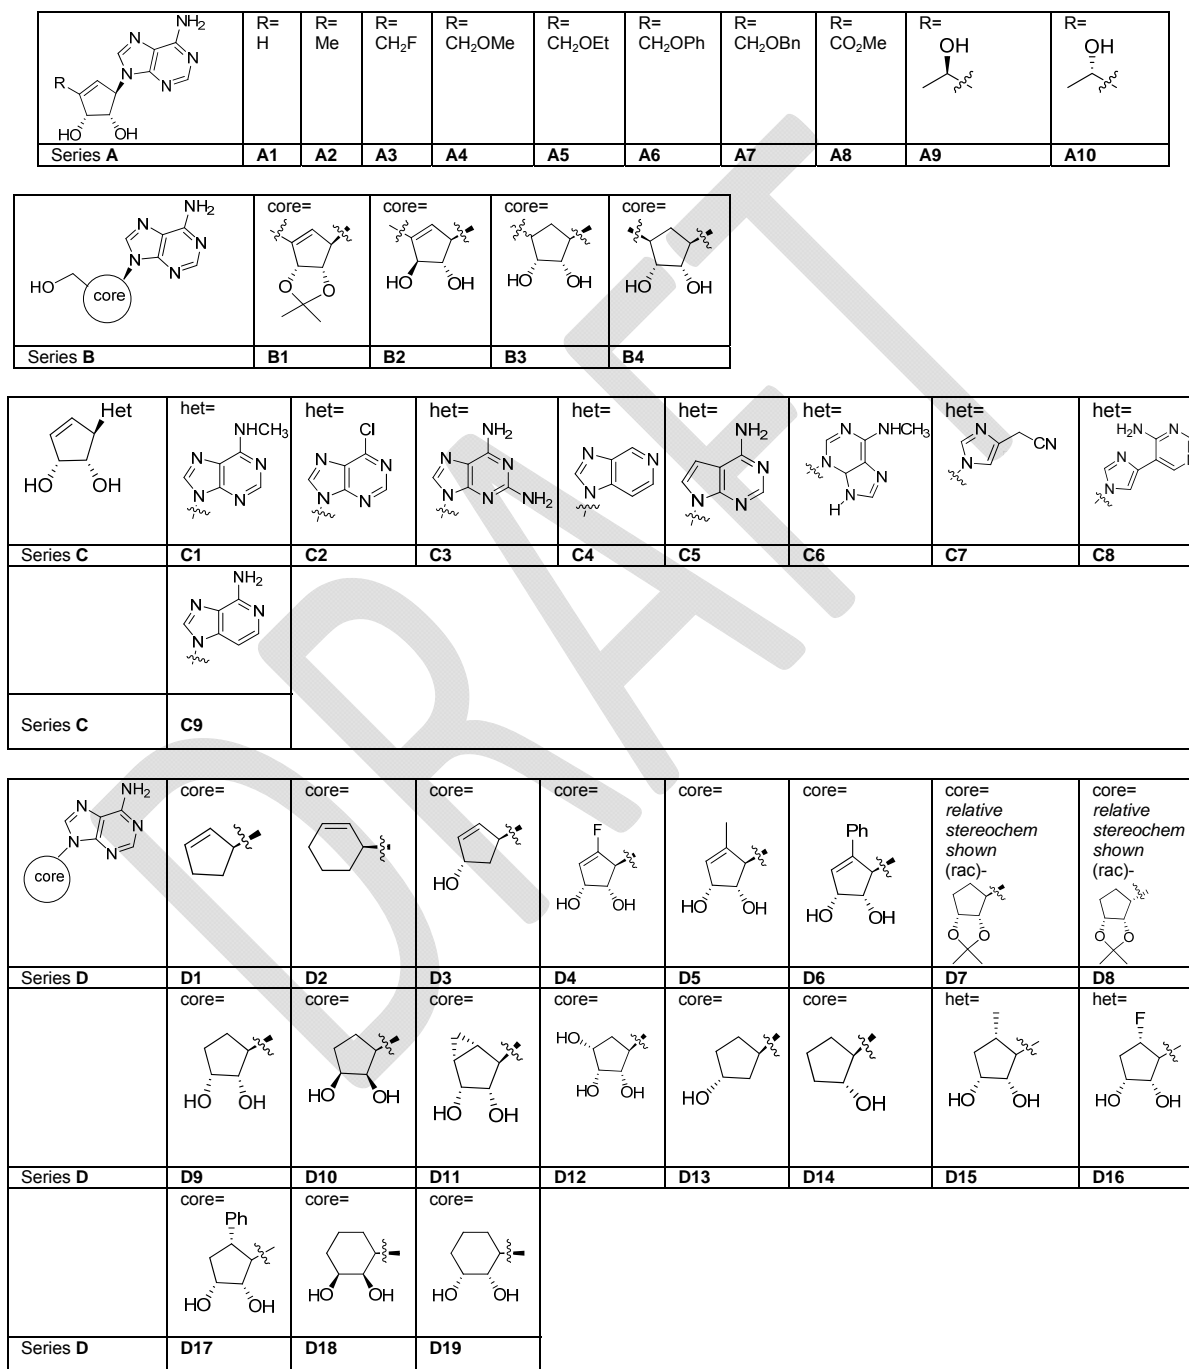 NH2
N
N
N
N
R
HO
OH
R=
H
R=
Me
R=
CH2F
R=
CH2OMe
R=
CH2OEt
R=
CH2OPh
R=
CH2OBn
R=
CO2Me
R=
OH
R=
OH
Series A A1 A2 A3 A4 A5 A6 A7 A8 A9 A10
NH2
N
N
N
N
HO
core
core=
O
O
core=
HO
OH
core=
HO
OH
core=
HO
OH
Series B B1 B2 B3 B4
Het
HO
OH
het=
NHCH3
N
N
N
N
het=
Cl
N
N
N
N
het=
NH2
N
N
N
N
NH2
het=
N
N
N
het=
NH2
N
N
N
het=
N
NHCH3
N
N
N
H
het=
N
N
CN
het=
H2N
N
N
N
Series C C1 C2 C3 C4 C5 C6 C7 C8
NH2
N
N
N
Series C C9
NH2
N
N
N
N
core
core=
core=
core=
HO
core=
F
HO
OH
core=
HO
OH
core=
Ph
HO
OH
core=
relative
stereochem
shown
(rac)-
O
O
core=
relative
stereochem
shown
(rac)-
O
O
Series D D1 D2 D3 D4 D5 D6 D7 D8
core=
HO
OH
core=
HO
OH
core=
HO
OH
core=
HO
HO
OH
core=
HO
core=
OH
het=
HO
OH
het=
F
HO
OH
Series D D9 D10 D11 D12 D13 D14 D15 D16
core=
Ph
HO
OH
core=
HO
OH
core=
HO
OH
Series D D17 D18 D19
DRAFT